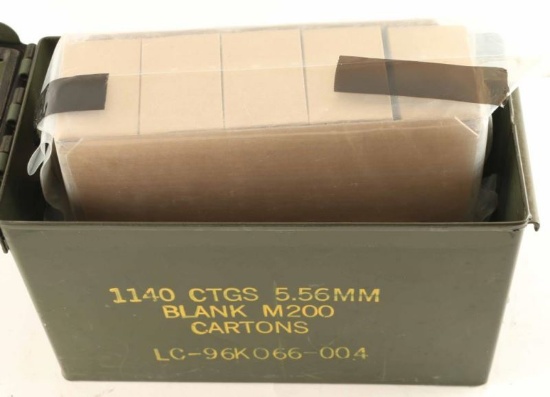 1140 CTGS 5.56MM
BLANK M200
CARTONS
LC-96K066-004